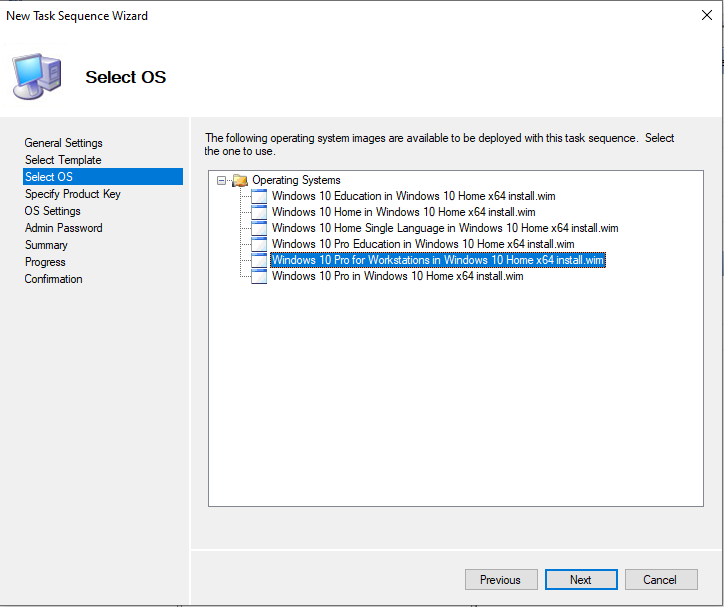 New Task Sequence Wizard
Select OS
General Settings
Select Template
Select OS
Specify Product Key
OS Settings
Admin Password
Summary
Progress
Confirmation
The following operating system images are available to be deployed with this task sequence.  Select
the one to use.
Operating Systems
Windows 10 Education in Windows 10 Home x64 install.wim
Windows 10 Home in Windows 10 Home x64 install.wim
Windows 10 Home Single Language in Windows 10 Home x64 install.wim
Windows 10 Pro Education in Windows 10 Home x64 install.wim
Windows 10 Pro for Workstations in Windows 10 Home x64 install.wim
Windows 10 Pro in Windows 10 Home x64 install.wim
Previous
Next
Cancel